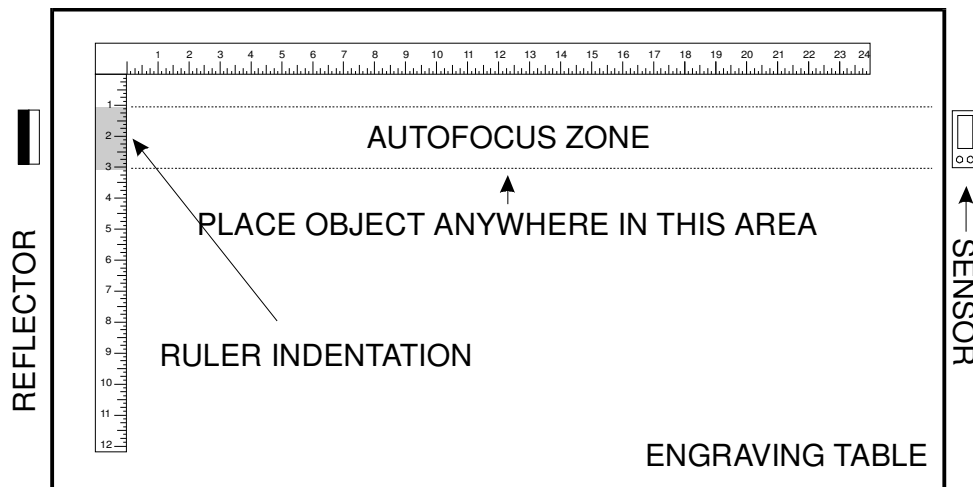 1 2 3 4 5 6 7 8 9 10 11 12 13 14 15 16 17 18 19 20 21 22 23 24
1
2
3
4
5
6
7
8
9
10
11
12
AUTOFOCUS ZONE
PLACE OBJECT ANYWHERE IN THIS AREA
RULER INDENTATION
ENGRAVING TABLE
REFLECTOR
SENSOR